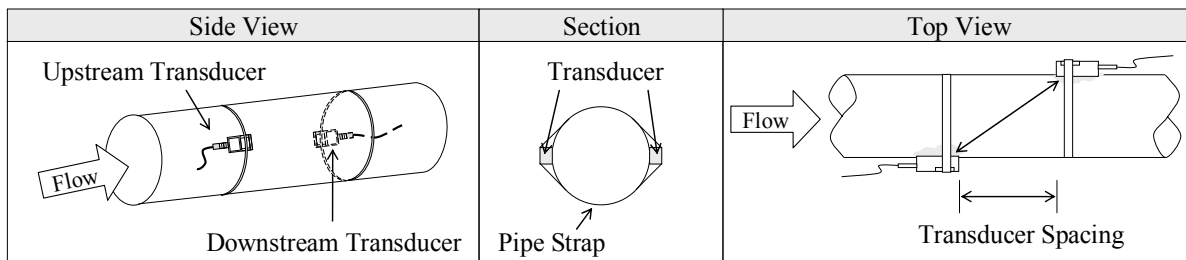 Side View
Upstream Transducer
Flow
Downstream Transducer
Section
Transducer
Pipe Strap
Top View
Flow
Transducer Spacing